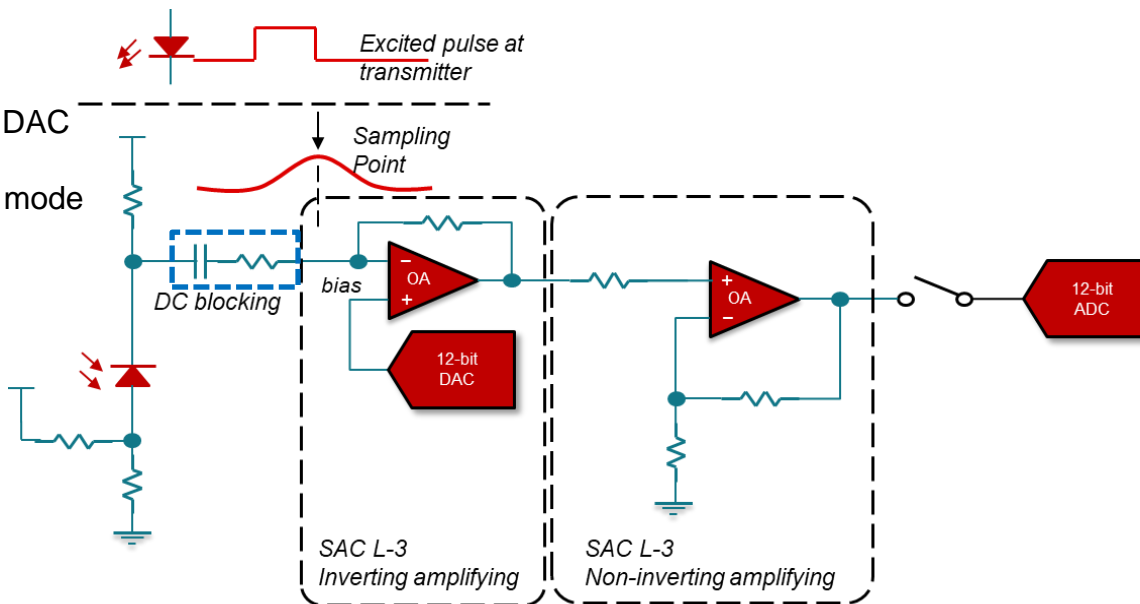 Excited pulse at
transmitter
DAC
mode
Sampling
Point
DC blocking
bias
−
OA
+
12-bit
DAC
+
OA
−
12-bit
ADC
SAC L-3
Inverting amplifying
SAC L-3
Non-inverting amplifying